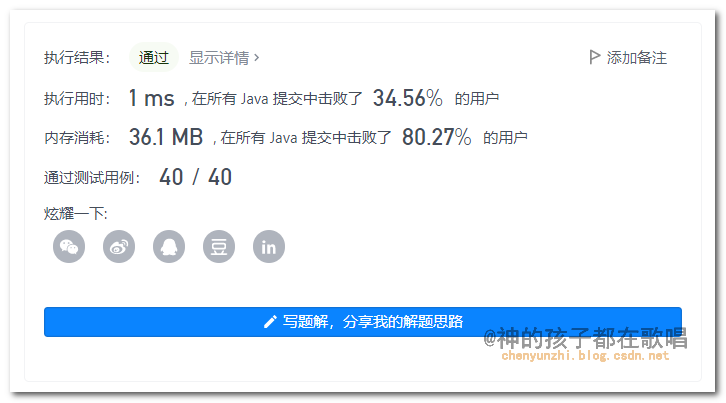 执行结果： 通过 显示详情 > 添加备注
执行用时： 1 ms ，在所有 Java 提交中击败了 34.56% 的用户
内存消耗： 36.1 MB ，在所有 Java 提交中击败了 80.27% 的用户
通过测试用例： 40 / 40
炫耀一下:
in
写题解，分享我的解题思路
@神的孩子都在歌唱
chenyunzhi.blog.csdn.net